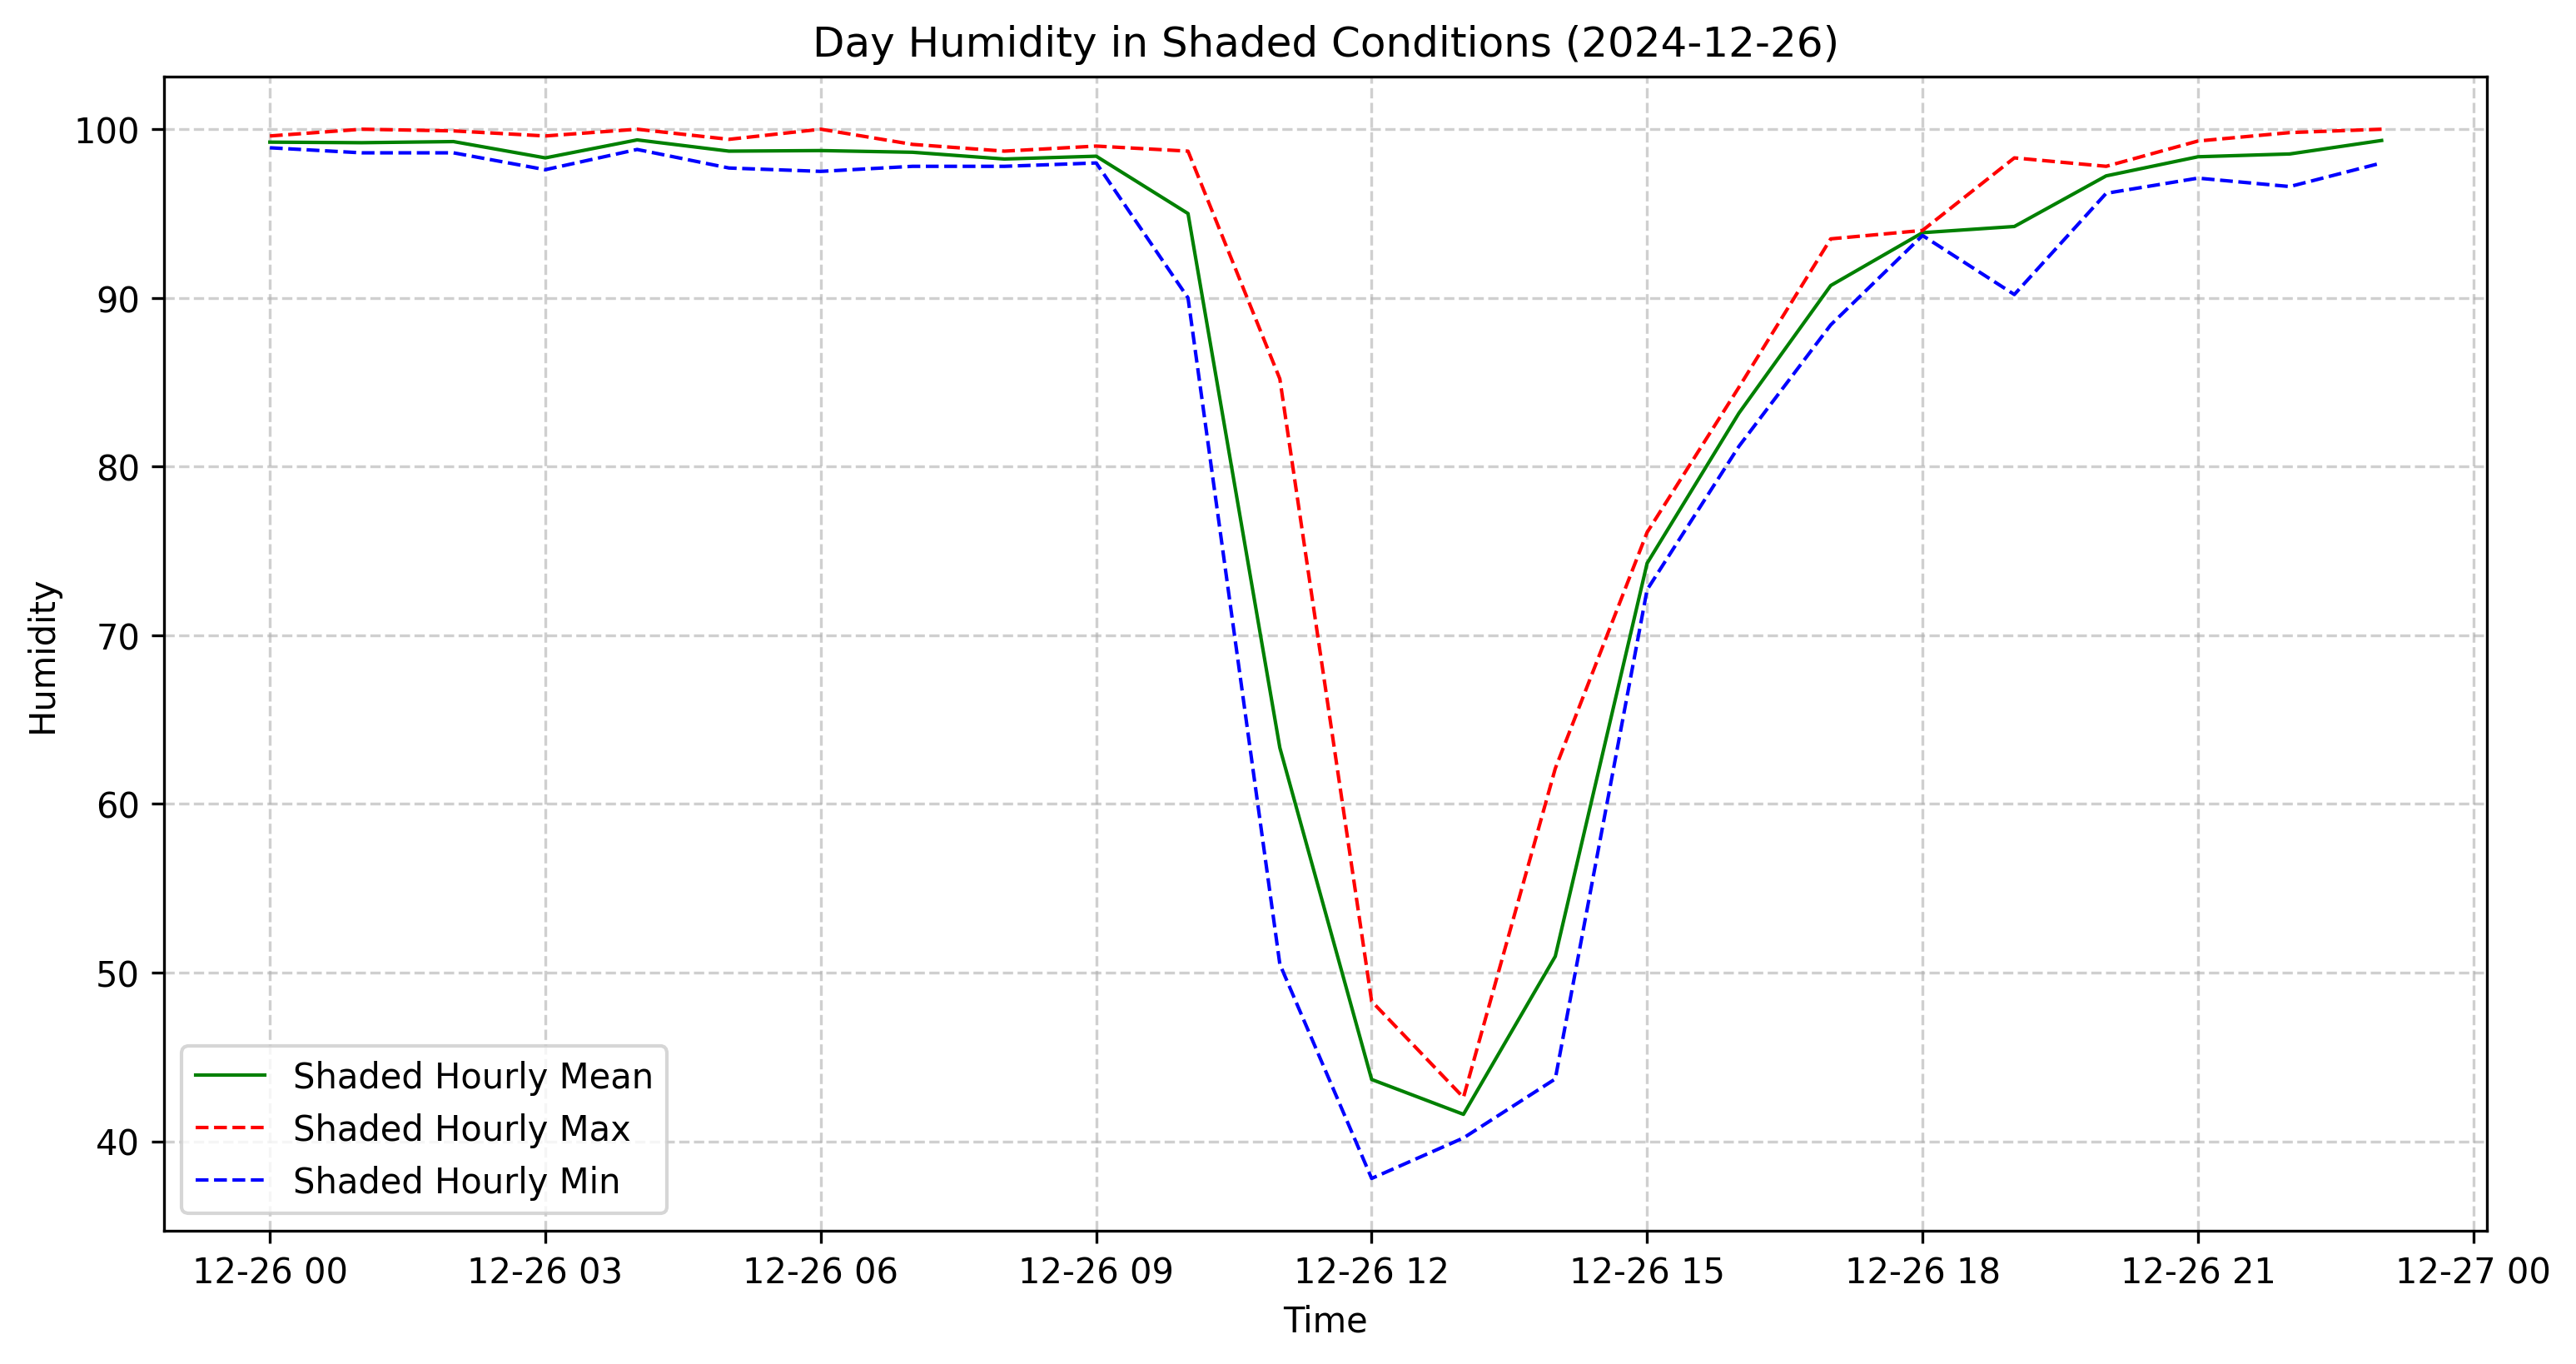 Day Humidity in Shaded Conditions (2024-12-26)
100
90
80
70
60
50
40
Humidity
Shaded Hourly Mean
Shaded Hourly Max
Shaded Hourly Min
12-26 00 12-26 03 12-26 06 12-26 09 12-26 12 12-26 15 12-26 18 12-26 21 12-27 00
Time